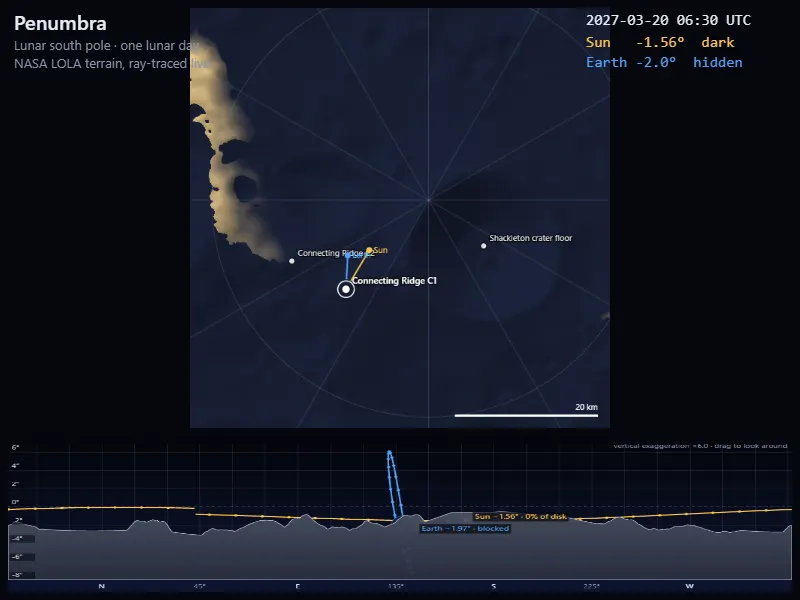 Penumbra
Lunar south pole · one lunar day
NASA LOLA terrain, ray-traced live
2027-03-20 06:30 UTC
Sun -1.56° dark
Earth -2.0° hidden
Shackleton crater floor
Connecting Ridge
Sun
Connecting Ridge C1
20 km
vertical exaggeration ×6.0 · drag to look around
6°
4°
2°
0°
-2°
-4°
-6°
-8°
Sun −1.56° · 0% of disk
Earth −1.97° · blocked
N 45° E 135° S 225° W